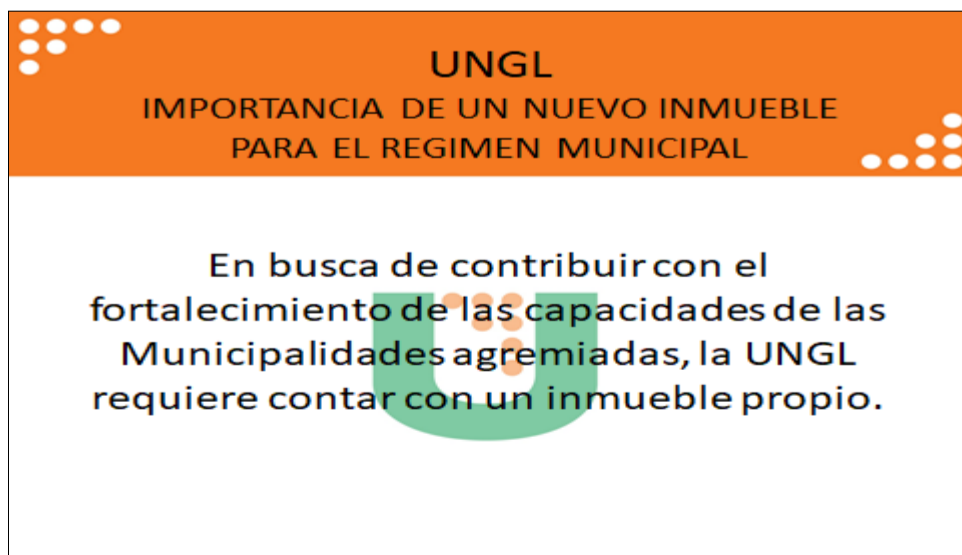 UNGL
IMPORTANCIA DE UN NUEVO INMUEBLE
PARA EL REGIMEN MUNICIPAL
En busca de contribuir con el
fortalecimiento de las capacidades de las
Municipalidades agremiadas, la UNGL
requiere contar con un inmueble propio.